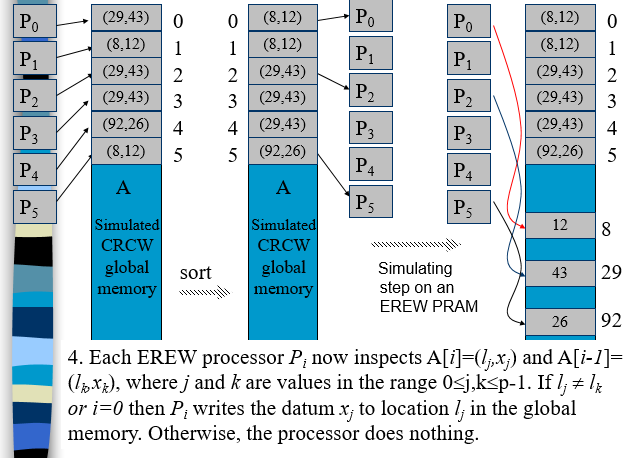 P0 (29,43) 0 0 (8,12) P0 P0 (8,12) 0
P1 (8,12) 1 1 (8,12) P1 P1 (8,12) 1
P2 (29,43) 2 2 (29,43) P2 P2 (29,43) 2
P3 (29,43) 3 3 (29,43) P3 P3 (29,43) 3
P4 (92,26) 4 4 (29,43) P4 P4 (29,43) 4
P5 (8,12) 5 5 (92,26) P5 P5 (92,26) 5
A
Simulated
CRCW
global
memory
sort
A
Simulated
CRCW
global
memory
Simulating
step on an
EREW PRAM
12 8
43 29
26 92
4. Each EREW processor Pi now inspects A[i]=(lj,xj) and A[i-1]=
(lk,xk), where j and k are values in the range 0≤j,k≤p-1. If lj ≠ lk
or i=0 then Pi writes the datum xj to location lj in the global
memory. Otherwise, the processor does nothing.